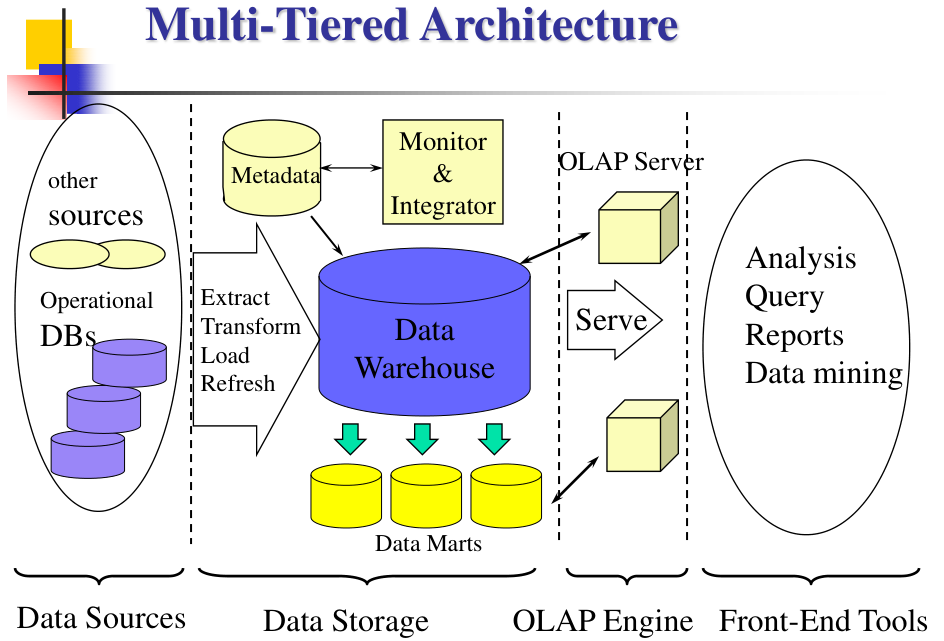 Multi-Tiered Architecture
other
sources
Operational
DBs
Metadata
Monitor
&
Integrator
Extract
Transform
Load
Refresh
Data
Warehouse
Data Marts
OLAP Server
Serve
Analysis
Query
Reports
Data mining
Data Sources
Data Storage
OLAP Engine
Front-End Tools